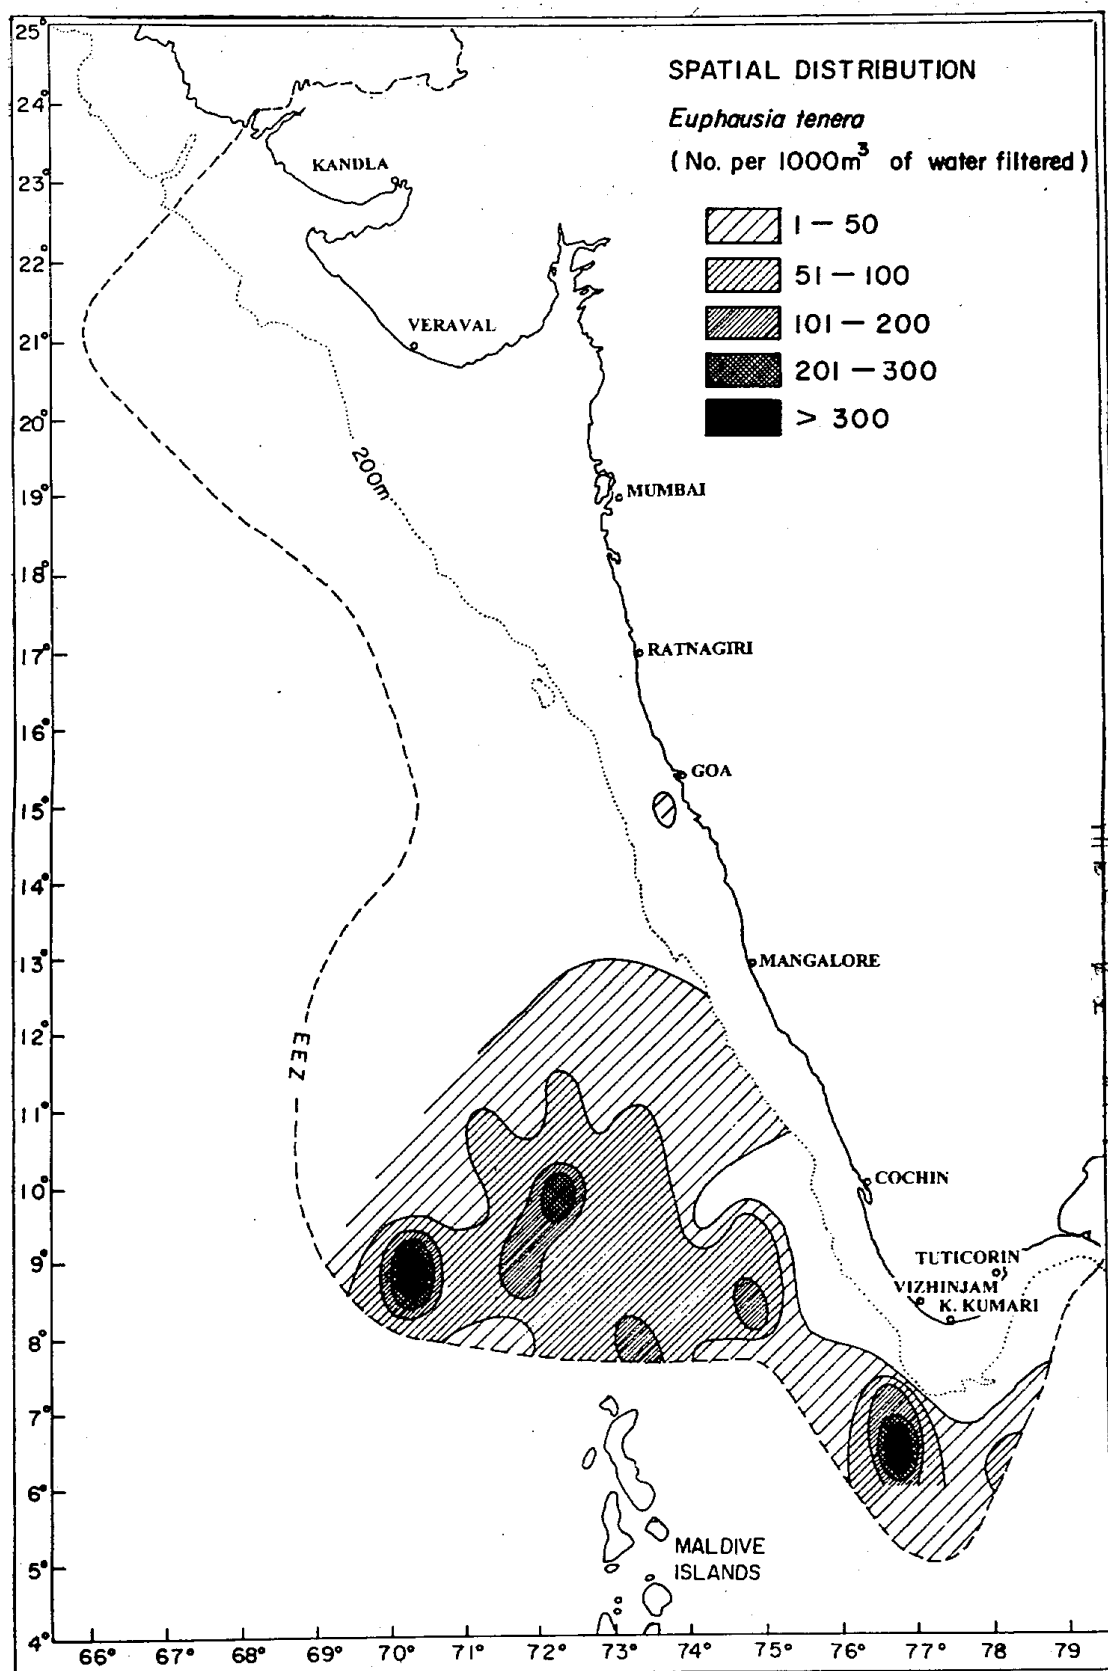 SPATIAL DISTRIBUTION
Euphausia tenera
(No. per 1000m³ of water filtered)
1 – 50
51 – 100
101 – 200
201 – 300
> 300
25°
24°
23°
22°
21°
20°
19°
18°
17°
16°
15°
14°
13°
12°
11°
10°
9°
8°
7°
6°
5°
4°
KANDLA
VERAVAL
200m
MUMBAI
RATNAGIRI
GOA
MANGALORE
EEZ
COCHIN
TUTICORIN
VIZHINJAM
K. KUMARI
MALDIVE
ISLANDS
66° 67° 68° 69° 70° 71° 72° 73° 74° 75° 76° 77° 78° 79